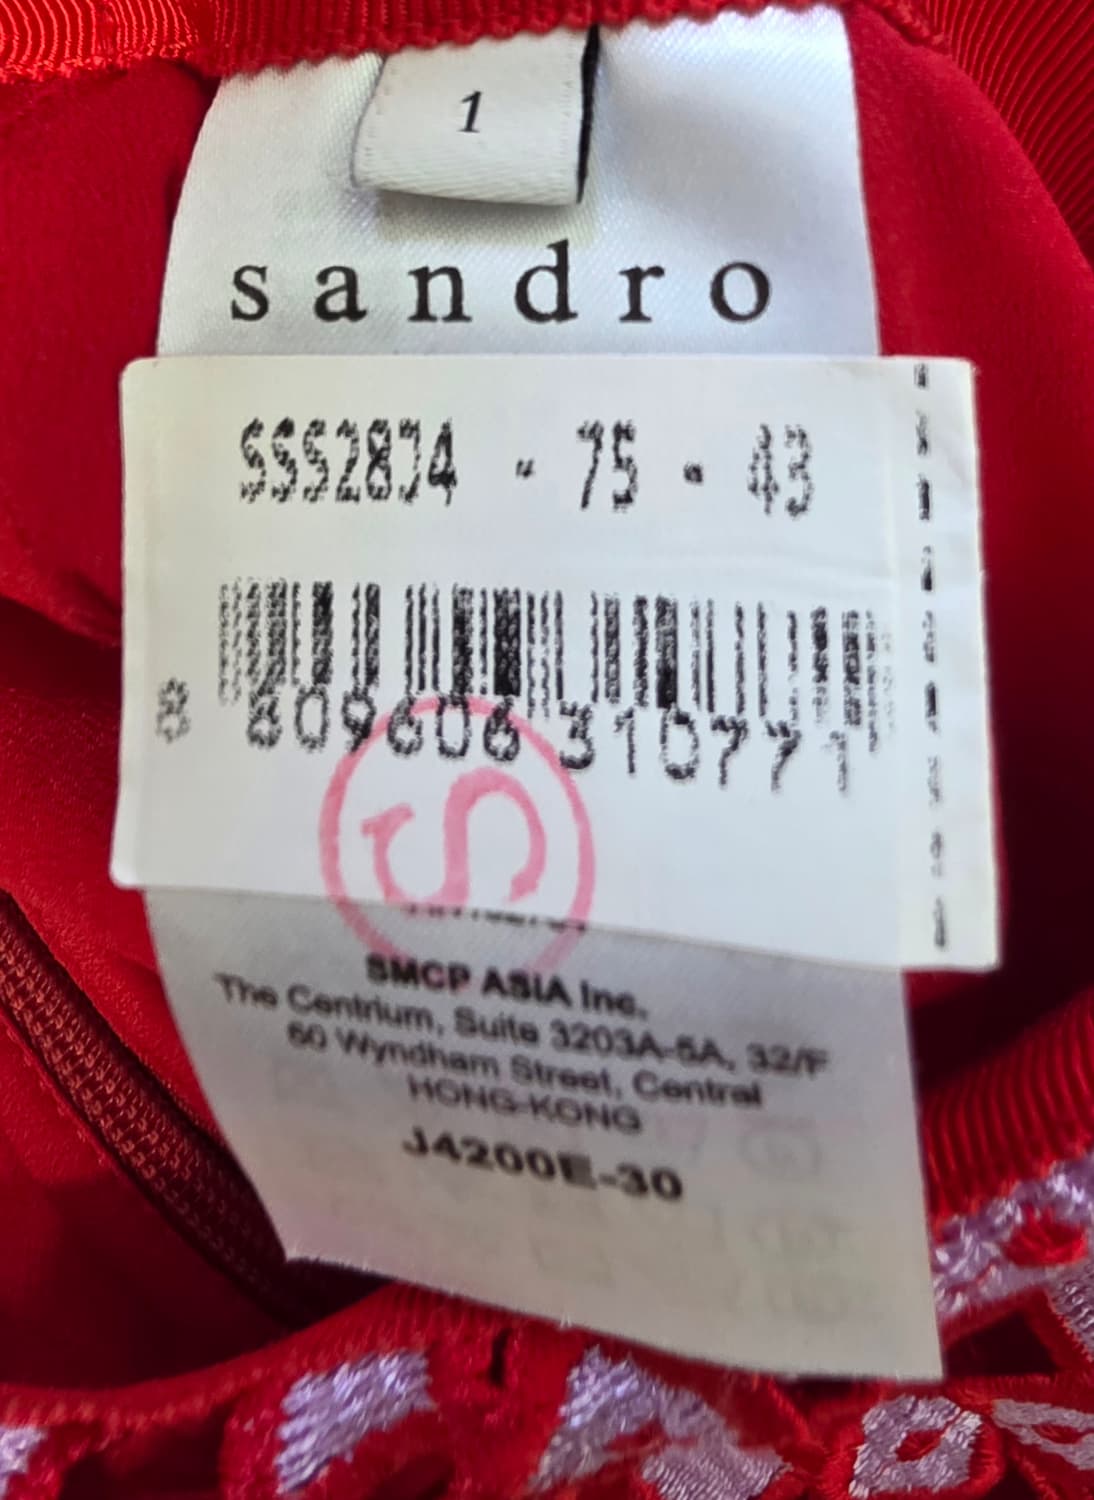 1
sandro
SSS2834 - 75 - 43
8 809606 310771
S
SMCP ASIA Inc.
The Centrium, Suite 3203A-5A, 32/F
60 Wyndham Street, Central
HONG-KONG
J4200E-30